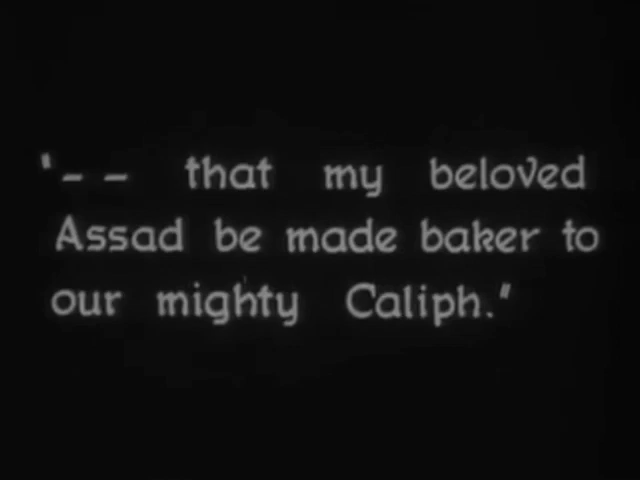 "-- that my beloved
Assad be made baker to
our mighty Caliph."